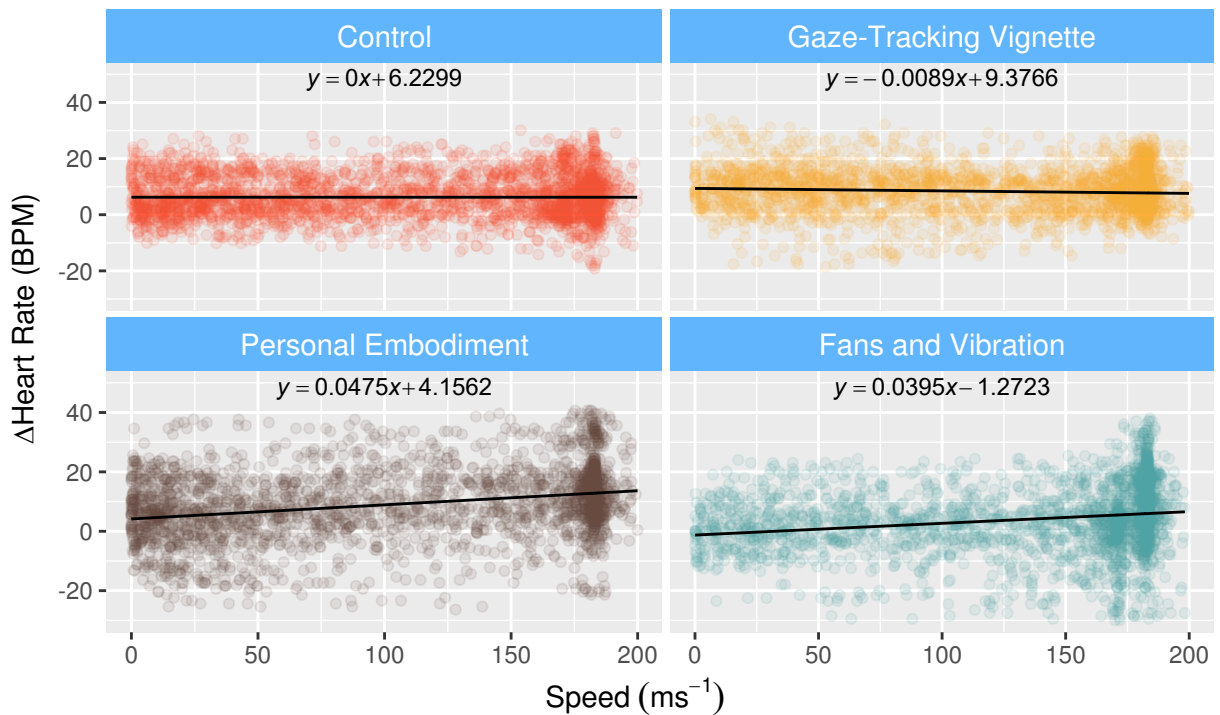 Control
Gaze-Tracking Vignette
y = 0x+6.2299
y = − 0.0089x+9.3766
40
20
0
-20
Personal Embodiment
Fans and Vibration
y = 0.0475x+4.1562
y = 0.0395x− 1.2723
40
20
0
-20
0 50 100 150 200
0 50 100 150 200
ΔHeart Rate (BPM)
Speed (ms⁻¹)